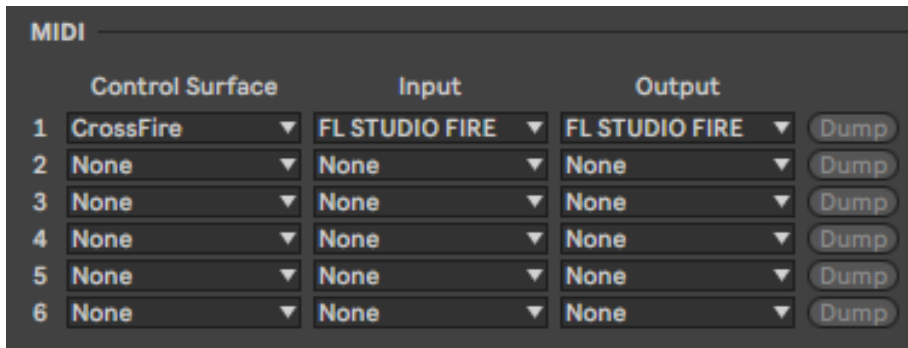 MIDI
Control Surface Input Output
1 CrossFire FL STUDIO FIRE FL STUDIO FIRE Dump
2 None None None Dump
3 None None None Dump
4 None None None Dump
5 None None None Dump
6 None None None Dump